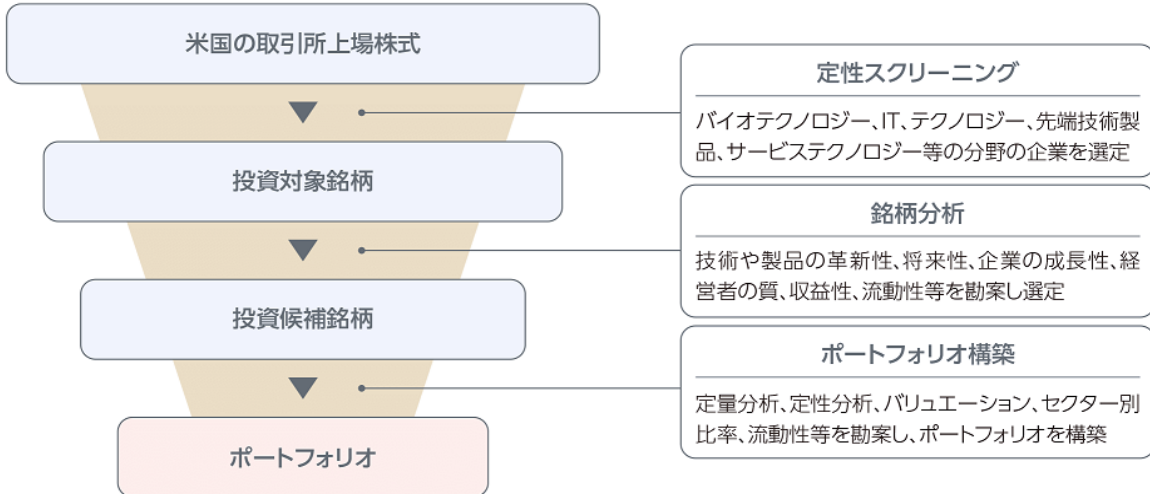 米国の取引所上場株式
定性スクリーニング
バイオテクノロジー、IT、テクノロジー、先端技術製
品、サービステクノロジー等の分野の企業を選定
投資対象銘柄
銘柄分析
技術や製品の革新性、将来性、企業の成長性、経
営者の質、収益性、流動性等を勘案し選定
投資候補銘柄
ポートフォリオ構築
定量分析、定性分析、バリュエーション、セクター別
比率、流動性等を勘案し、ポートフォリオを構築
ポートフォリオ